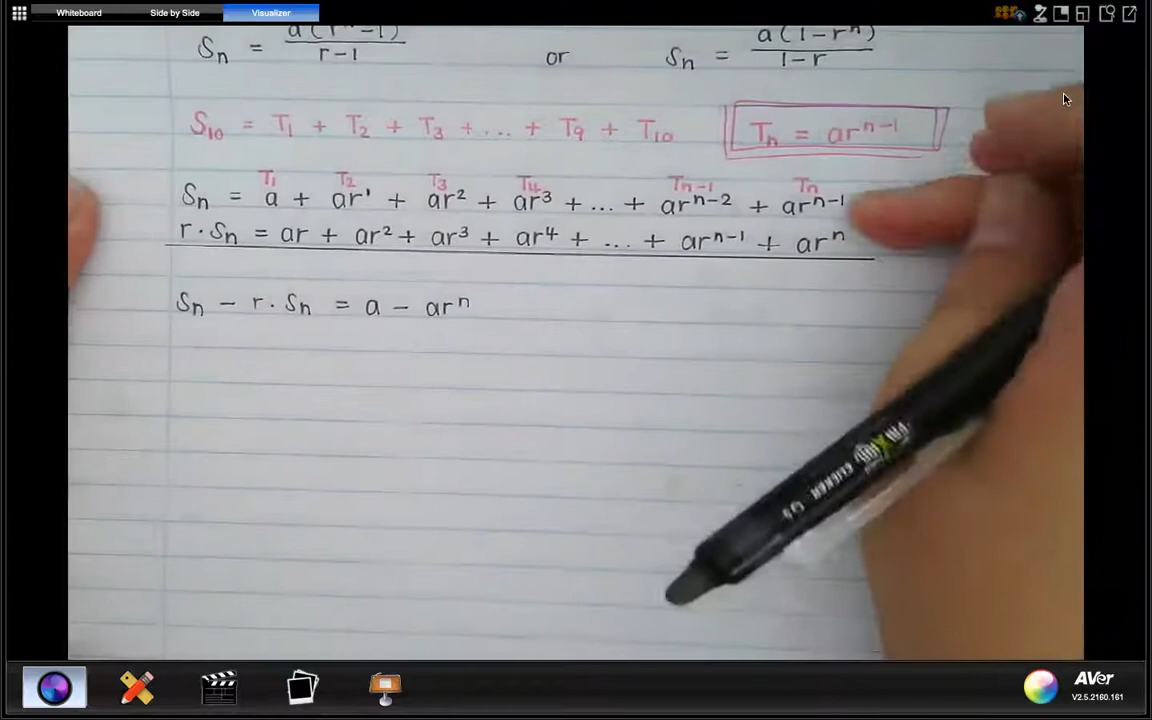 Whiteboard Side by Side Visualizer
Sn = a(rⁿ−1) / r−1 or Sn = a(1−rⁿ) / 1−r
S₁₀ = T₁ + T₂ + T₃ + ... + T₉ + T₁₀ Tn = arⁿ⁻¹
T₁ T₂ T₃ T₄ Tn−1 Tn
Sn = a + ar¹ + ar² + ar³ + ... + arⁿ⁻² + arⁿ⁻¹
r·Sn = ar + ar² + ar³ + ar⁴ + ... + arⁿ⁻¹ + arⁿ
Sn − r·Sn = a − arⁿ
AVer
V2.5.2160.161